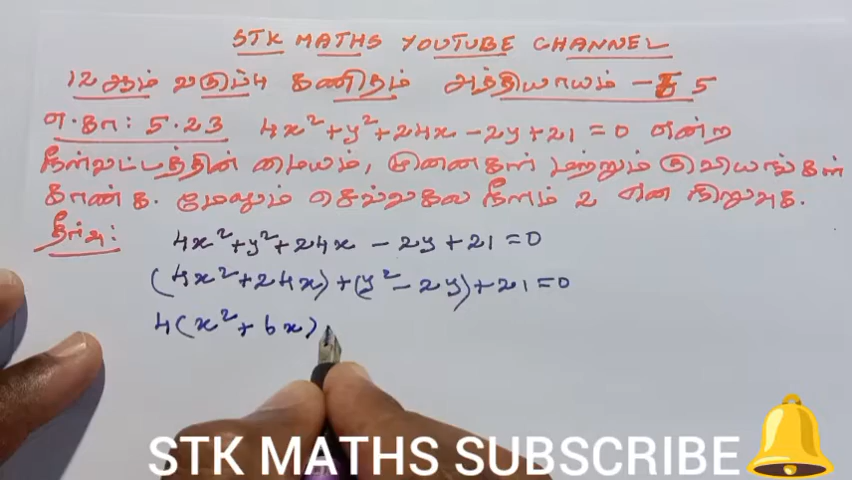 STK MATHS YOUTUBE CHANNEL
12 ஆம் வகுப்பு கணிதம் அத்தியாயம் - 5
எ.கா: 5.23 4x²+y²+24x-2y+21=0 என்ற
நீள்வட்டத்தின் மையம், முனைகள் மற்றும் குவியங்கள்
காண்க. மேலும் செவ்வகல நீளம் 2 என நிறுவுக.
தீர்வு: 4x²+y²+24x-2y+21=0
(4x²+24x)+(y²-2y)+21=0
4(x²+6x)
STK MATHS SUBSCRIBE